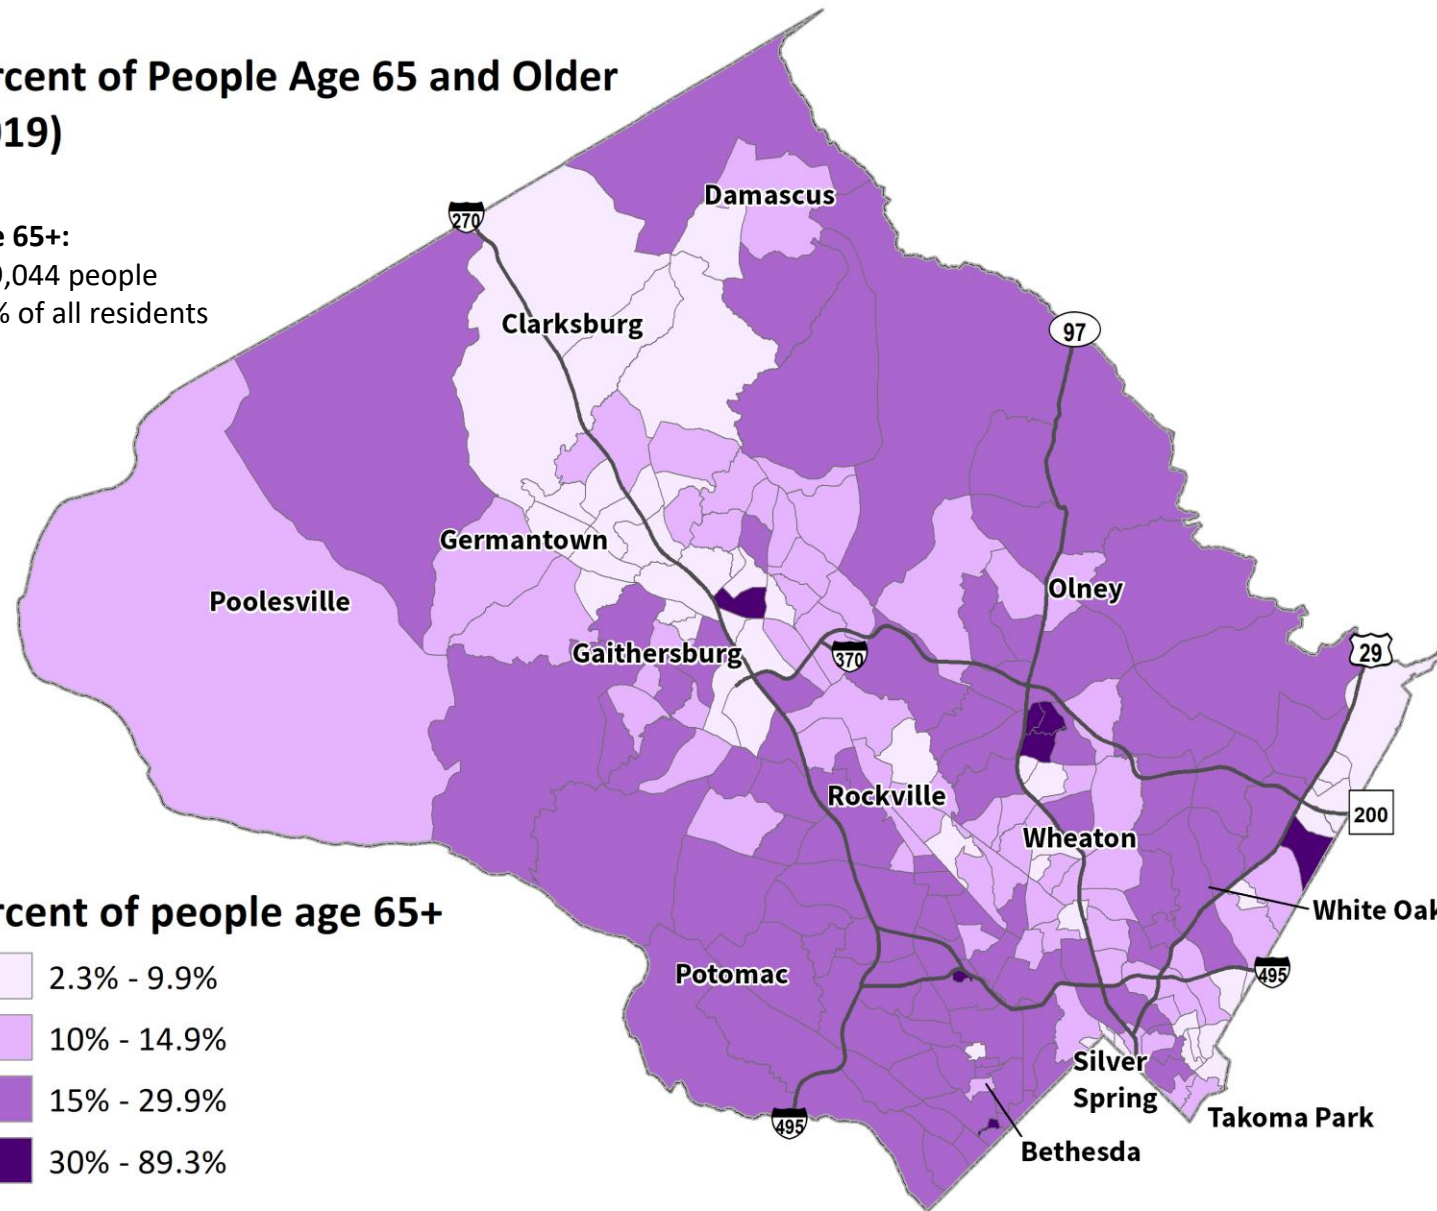 rcent of People Age 65 and Older
019)
e 65+:
9,044 people
% of all residents
270
Damascus
Clarksburg
97
Germantown
Poolesville
Olney
Gaithersburg
370
29
Rockville
200
Wheaton
White Oak
Potomac
495
Silver
Spring
Takoma Park
495
Bethesda
rcent of people age 65+
2.3% - 9.9%
10% - 14.9%
15% - 29.9%
30% - 89.3%